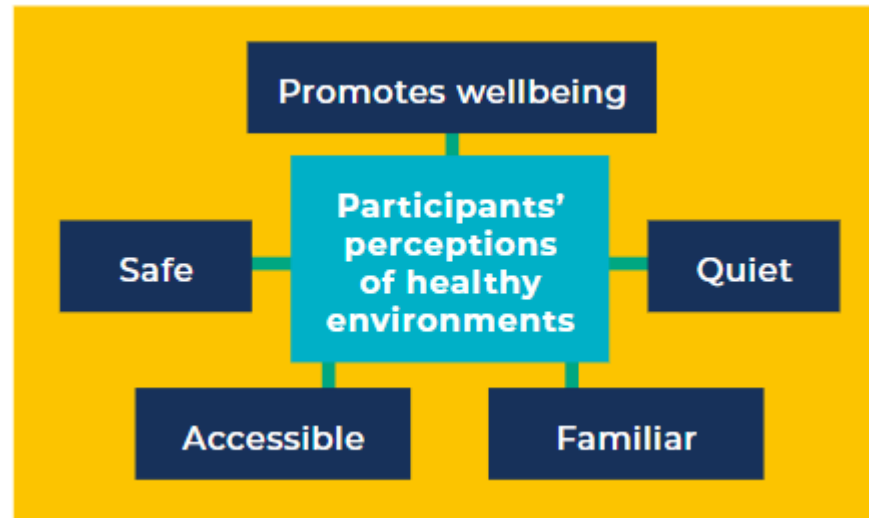 Promotes wellbeing
Participants’
perceptions
of healthy
environments
Safe
Quiet
Accessible
Familiar